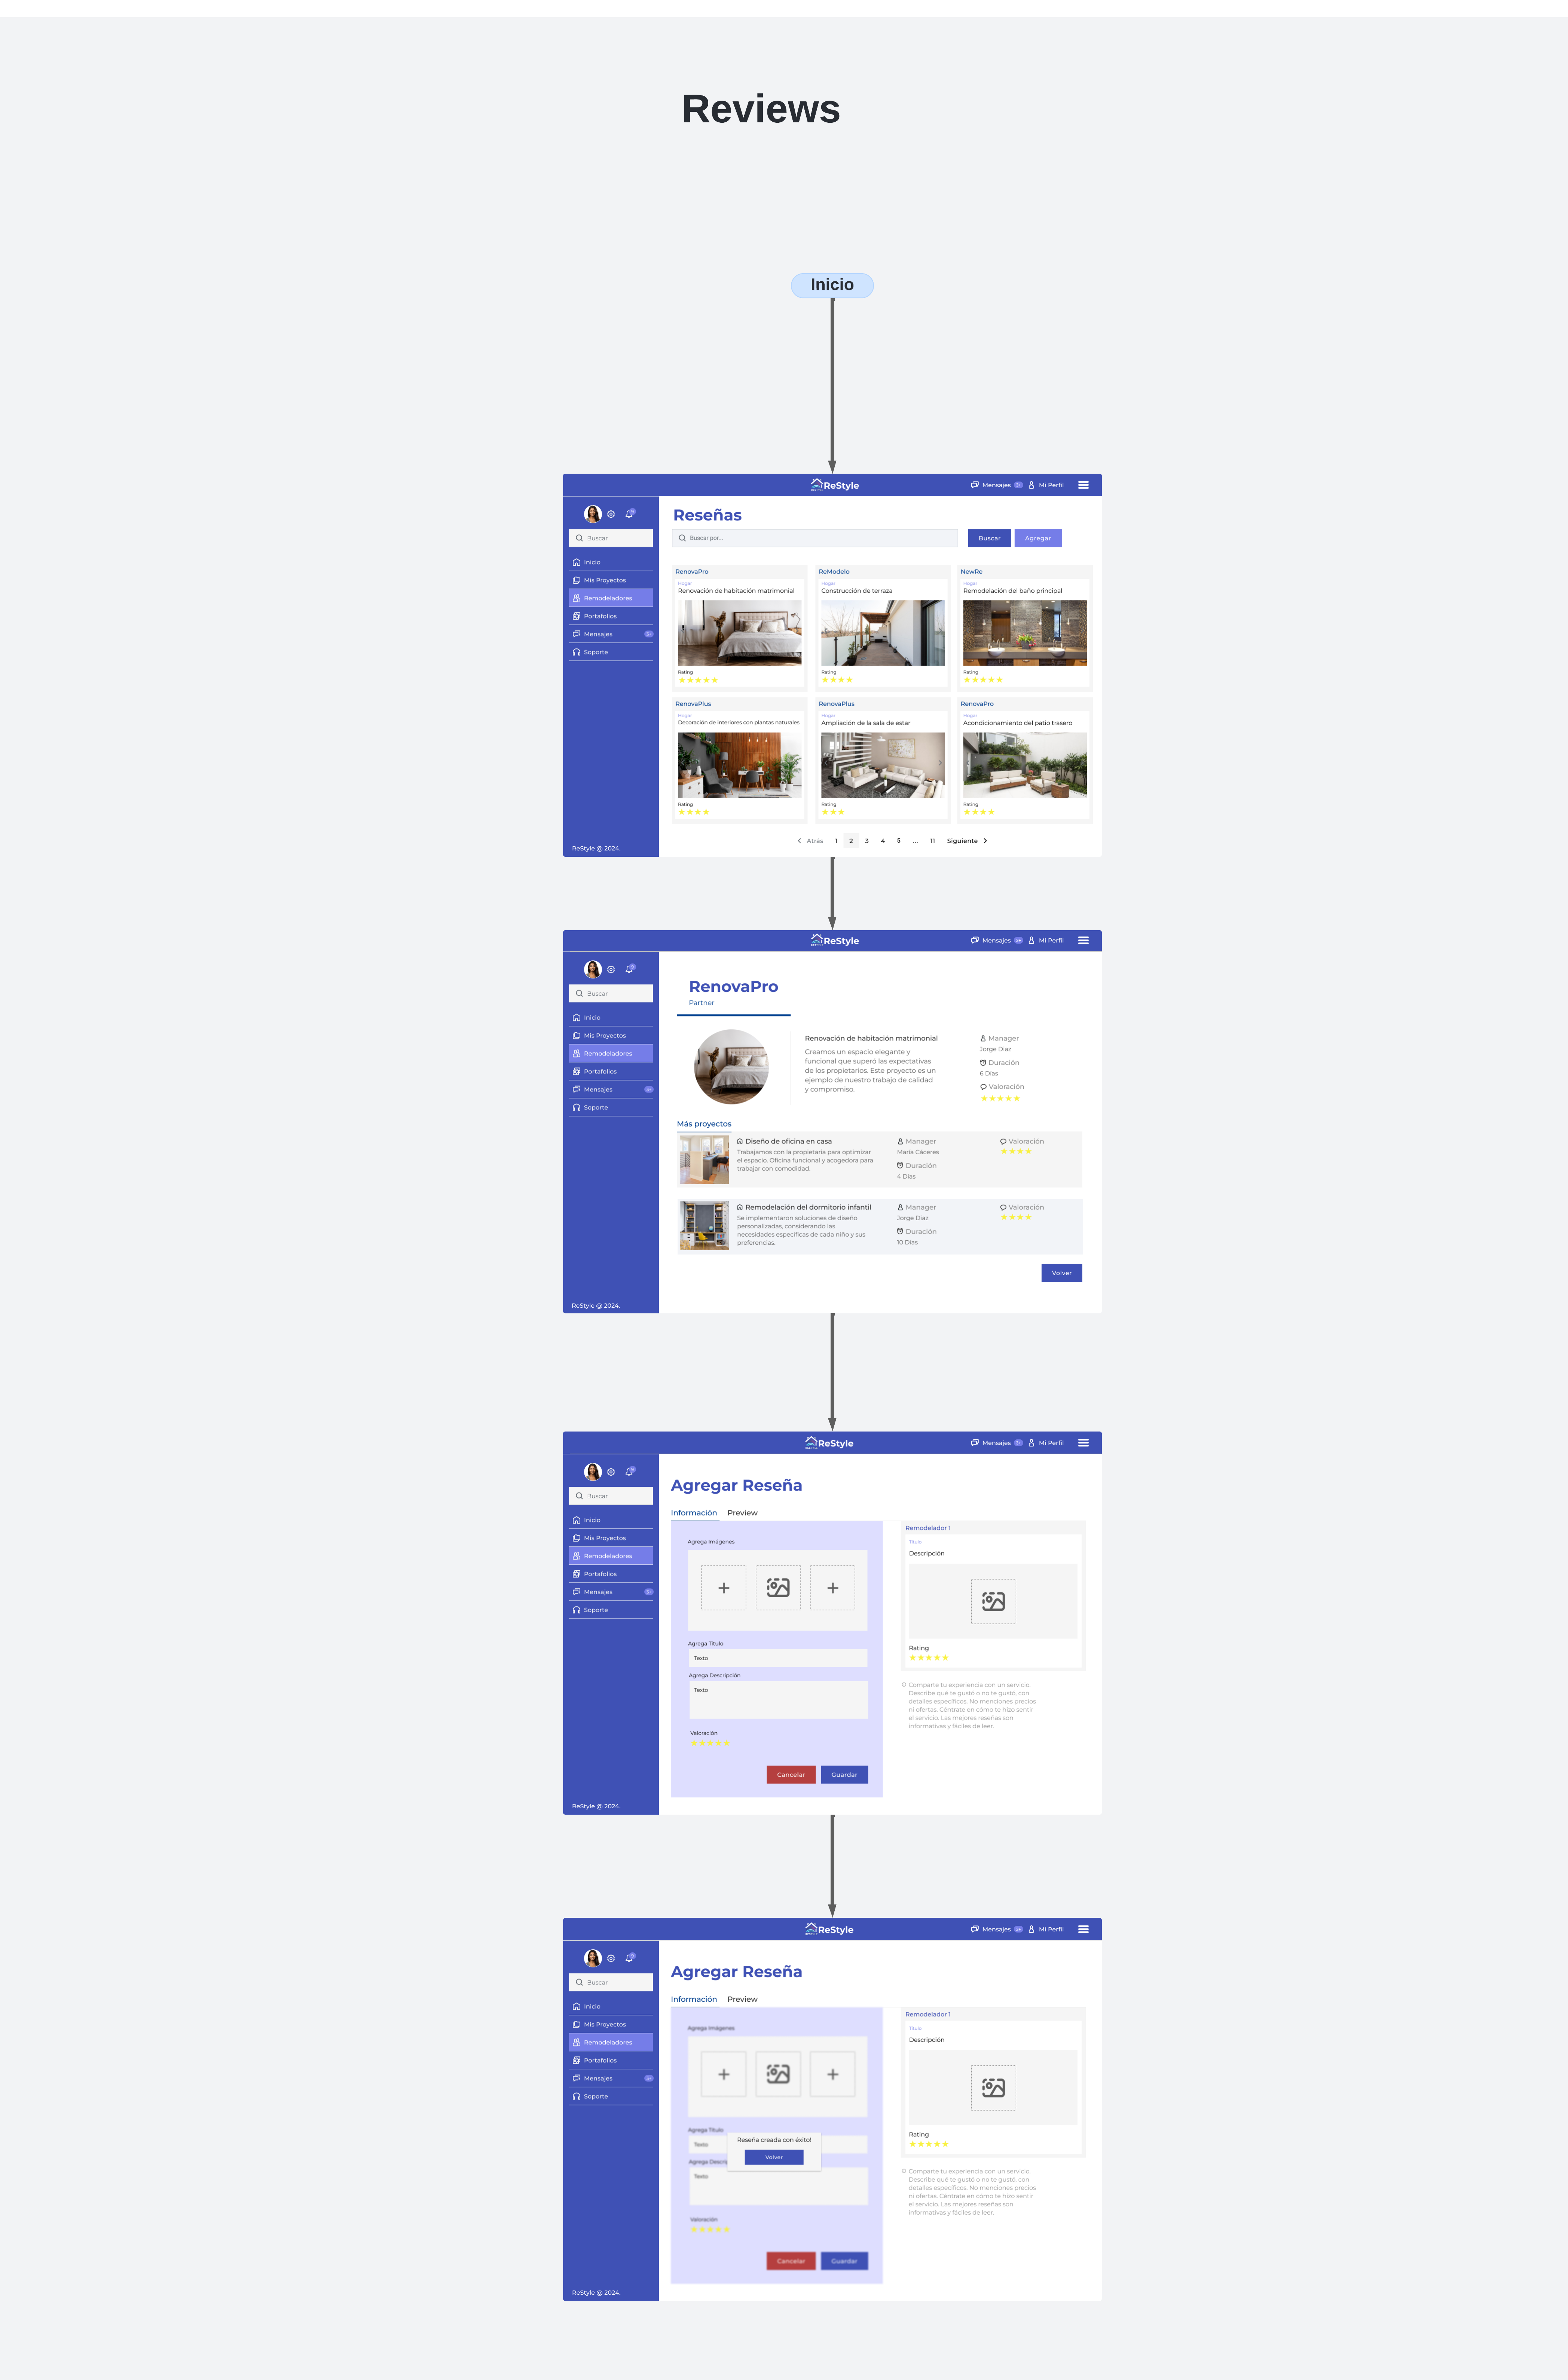 Reviews
Inicio
ReStyle
Mensajes
Mi Perfil
Buscar
Inicio
Mis Proyectos
Remodeladores
Portafolios
Mensajes
Soporte
ReStyle @ 2024.
Reseñas
Buscar por...
Buscar
Agregar
RenovaPro
Hogar
Renovación de habitación matrimonial
Rating
ReModelo
Hogar
Construcción de terraza
Rating
NewRe
Hogar
Remodelación del baño principal
Rating
RenovaPlus
Hogar
Decoración de interiores con plantas naturales
Rating
RenovaPlus
Hogar
Ampliación de la sala de estar
Rating
RenovaPro
Hogar
Acondicionamiento del patio trasero
Rating
Atrás 1 2 3 4 5 ... 11 Siguiente
ReStyle
Mensajes
Mi Perfil
Buscar
Inicio
Mis Proyectos
Remodeladores
Portafolios
Mensajes
Soporte
ReStyle @ 2024.
RenovaPro
Partner
Renovación de habitación matrimonial
Creamos un espacio elegante y
funcional que superó las expectativas
de los propietarios. Este proyecto es un
ejemplo de nuestro trabajo de calidad
y compromiso.
Manager
Jorge Díaz
Duración
6 Días
Valoración
Más proyectos
Diseño de oficina en casa
Trabajamos con la propietaria para optimizar
el espacio. Oficina funcional y acogedora para
trabajar con comodidad.
Manager
María Cáceres
Duración
4 Días
Valoración
Remodelación del dormitorio infantil
Se implementaron soluciones de diseño
personalizadas, considerando las
necesidades específicas de cada niño y sus
preferencias.
Manager
Jorge Díaz
Duración
10 Días
Valoración
Volver
ReStyle
Mensajes
Mi Perfil
Buscar
Inicio
Mis Proyectos
Remodeladores
Portafolios
Mensajes
Soporte
ReStyle @ 2024.
Agregar Reseña
Información Preview
Agrega Imágenes
Agrega Título
Texto
Agrega Descripción
Texto
Valoración
Cancelar
Guardar
Remodelador 1
Título
Descripción
Rating
Comparte tu experiencia con un servicio.
Describe qué te gustó o no te gustó, con
detalles específicos. No menciones precios
ni ofertas. Céntrate en cómo te hizo sentir
el servicio. Las mejores reseñas son
informativas y fáciles de leer.
ReStyle
Mensajes
Mi Perfil
Buscar
Inicio
Mis Proyectos
Remodeladores
Portafolios
Mensajes
Soporte
ReStyle @ 2024.
Agregar Reseña
Información Preview
Agrega Imágenes
Agrega Título
Texto
Reseña creada con éxito!
Volver
Agrega
Texto
Valoración
Cancelar
Guardar
Remodelador 1
Título
Descripción
Rating
Comparte tu experiencia con un servicio.
Describe qué te gustó o no te gustó, con
detalles específicos. No menciones precios
ni ofertas. Céntrate en cómo te hizo sentir
el servicio. Las mejores reseñas son
informativas y fáciles de leer.